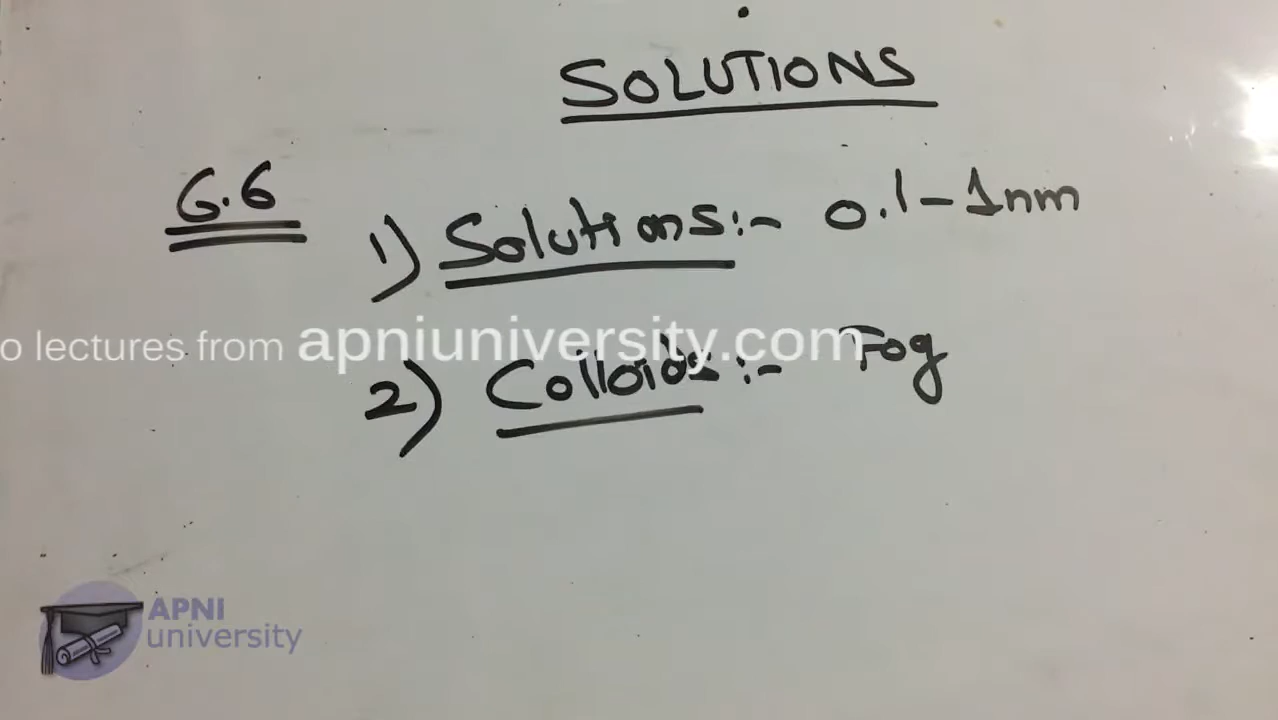 SOLUTIONS
6.6
1) Solutions:- 0.1-1nm
o lectures from apniuniversity.com
2) Colloids:- Fog
APNI
university